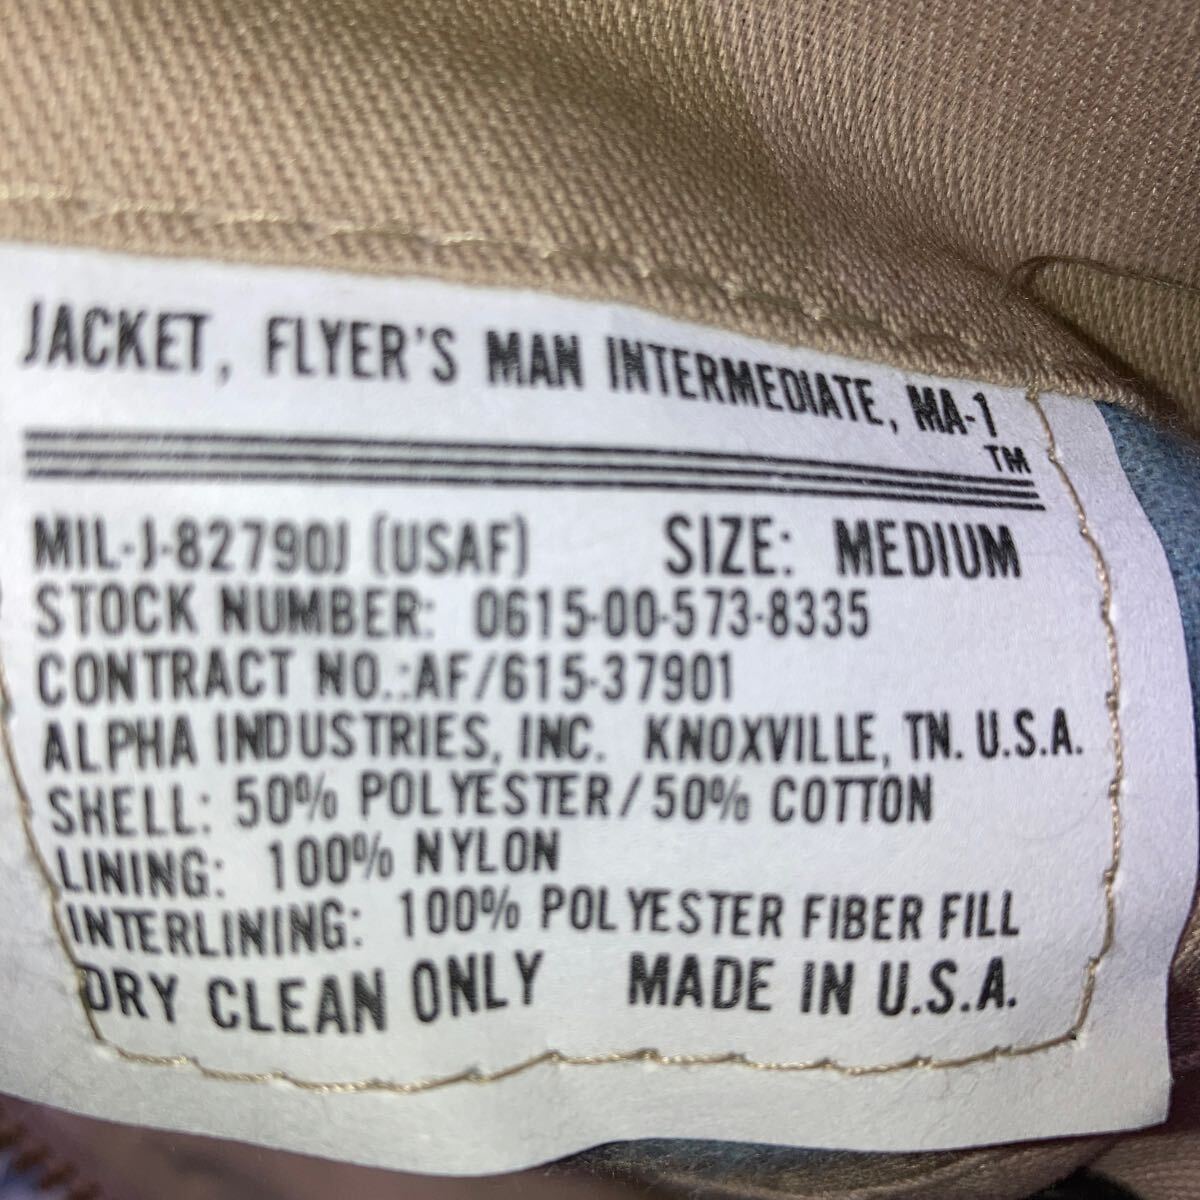 JACKET, FLYER'S MAN INTERMEDIATE, MA-1
TM
MIL-J-82790J (USAF) SIZE: MEDIUM
STOCK NUMBER: 0615-00-573-8335
CONTRACT NO.:AF/615-37901
ALPHA INDUSTRIES, INC. KNOXVILLE, TN. U.S.A.
SHELL: 50% POLYESTER/50% COTTON
LINING: 100% NYLON
INTERLINING: 100% POLYESTER FIBER FILL
DRY CLEAN ONLY MADE IN U.S.A.